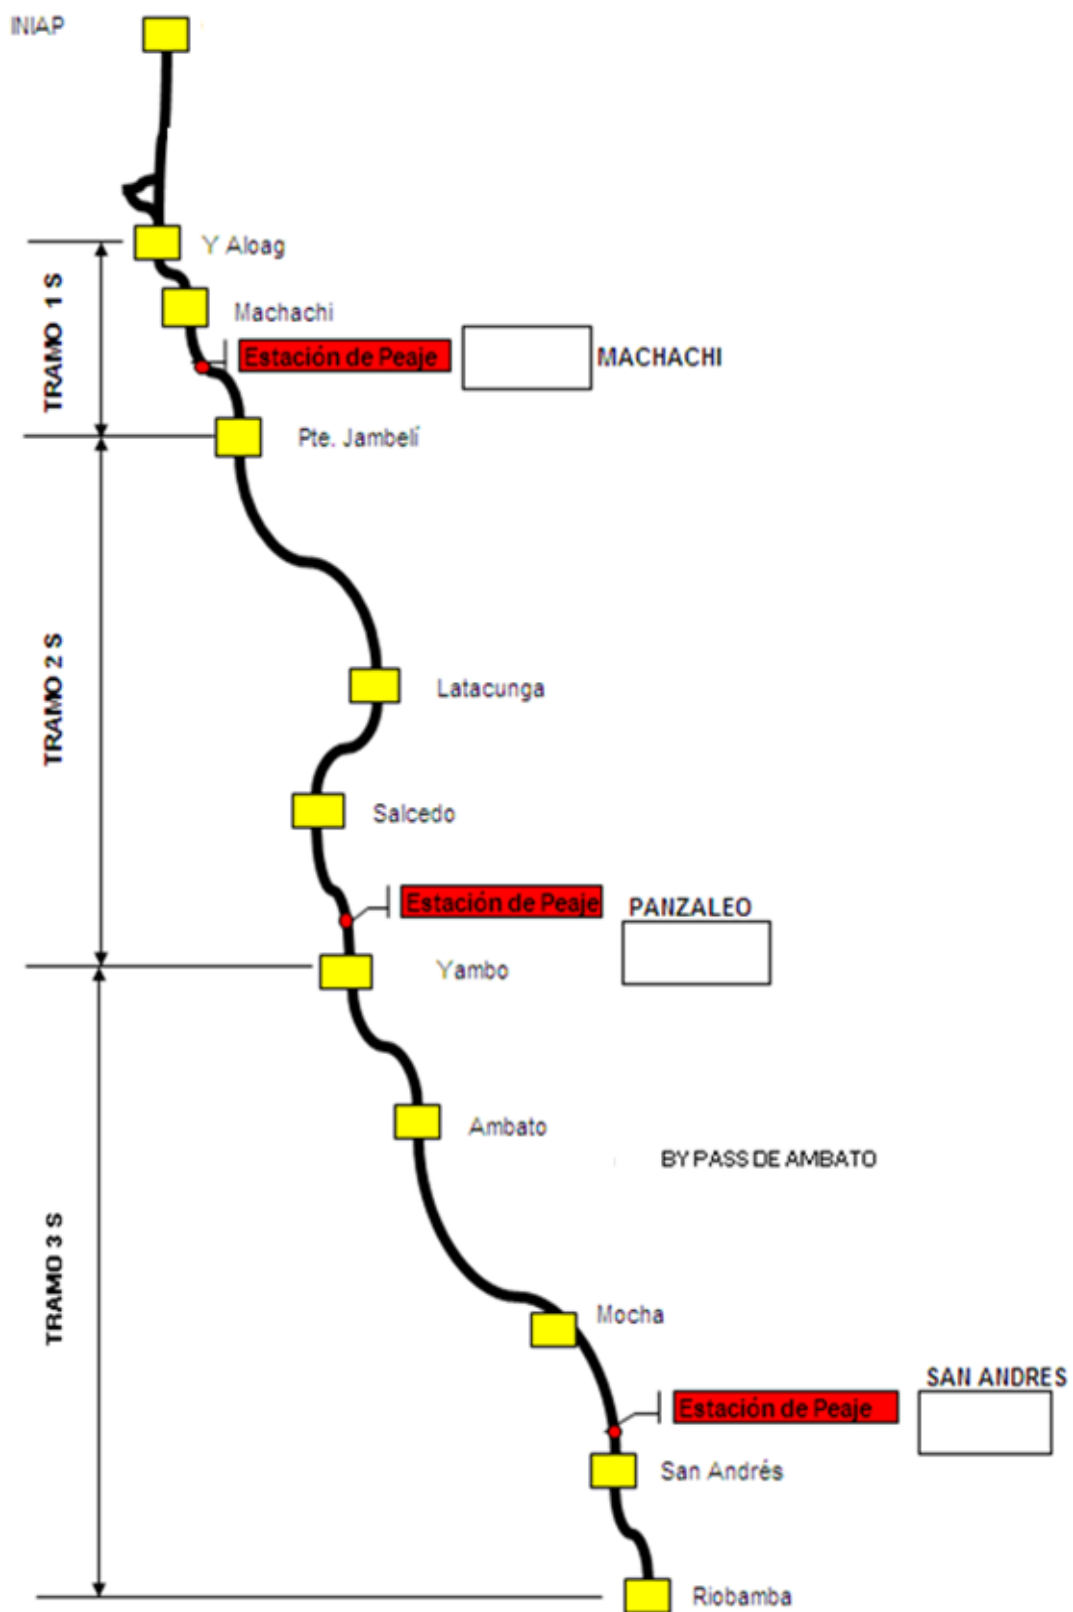 INIAP
Y Aloag
TRAMO 1 S
Machachi
Estación de Peaje
MACHACHI
Pte. Jambelí
TRAMO 2 S
Latacunga
Salcedo
Estación de Peaje
PANZALEO
Yambo
Ambato
BY PASS DE AMBATO
TRAMO 3 S
Mocha
SAN ANDRES
Estación de Peaje
San Andrés
Riobamba